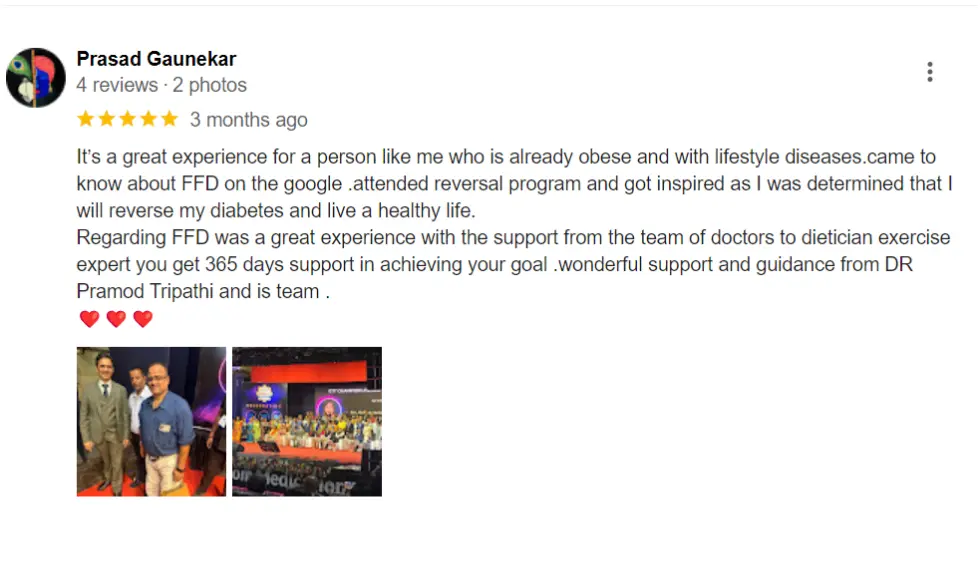 Prasad Gaunekar
4 reviews · 2 photos
3 months ago
It's a great experience for a person like me who is already obese and with lifestyle diseases.came to
know about FFD on the google .attended reversal program and got inspired as I was determined that I
will reverse my diabetes and live a healthy life.
Regarding FFD was a great experience with the support from the team of doctors to dietician exercise
expert you get 365 days support in achieving your goal .wonderful support and guidance from DR
Pramod Tripathi and is team .